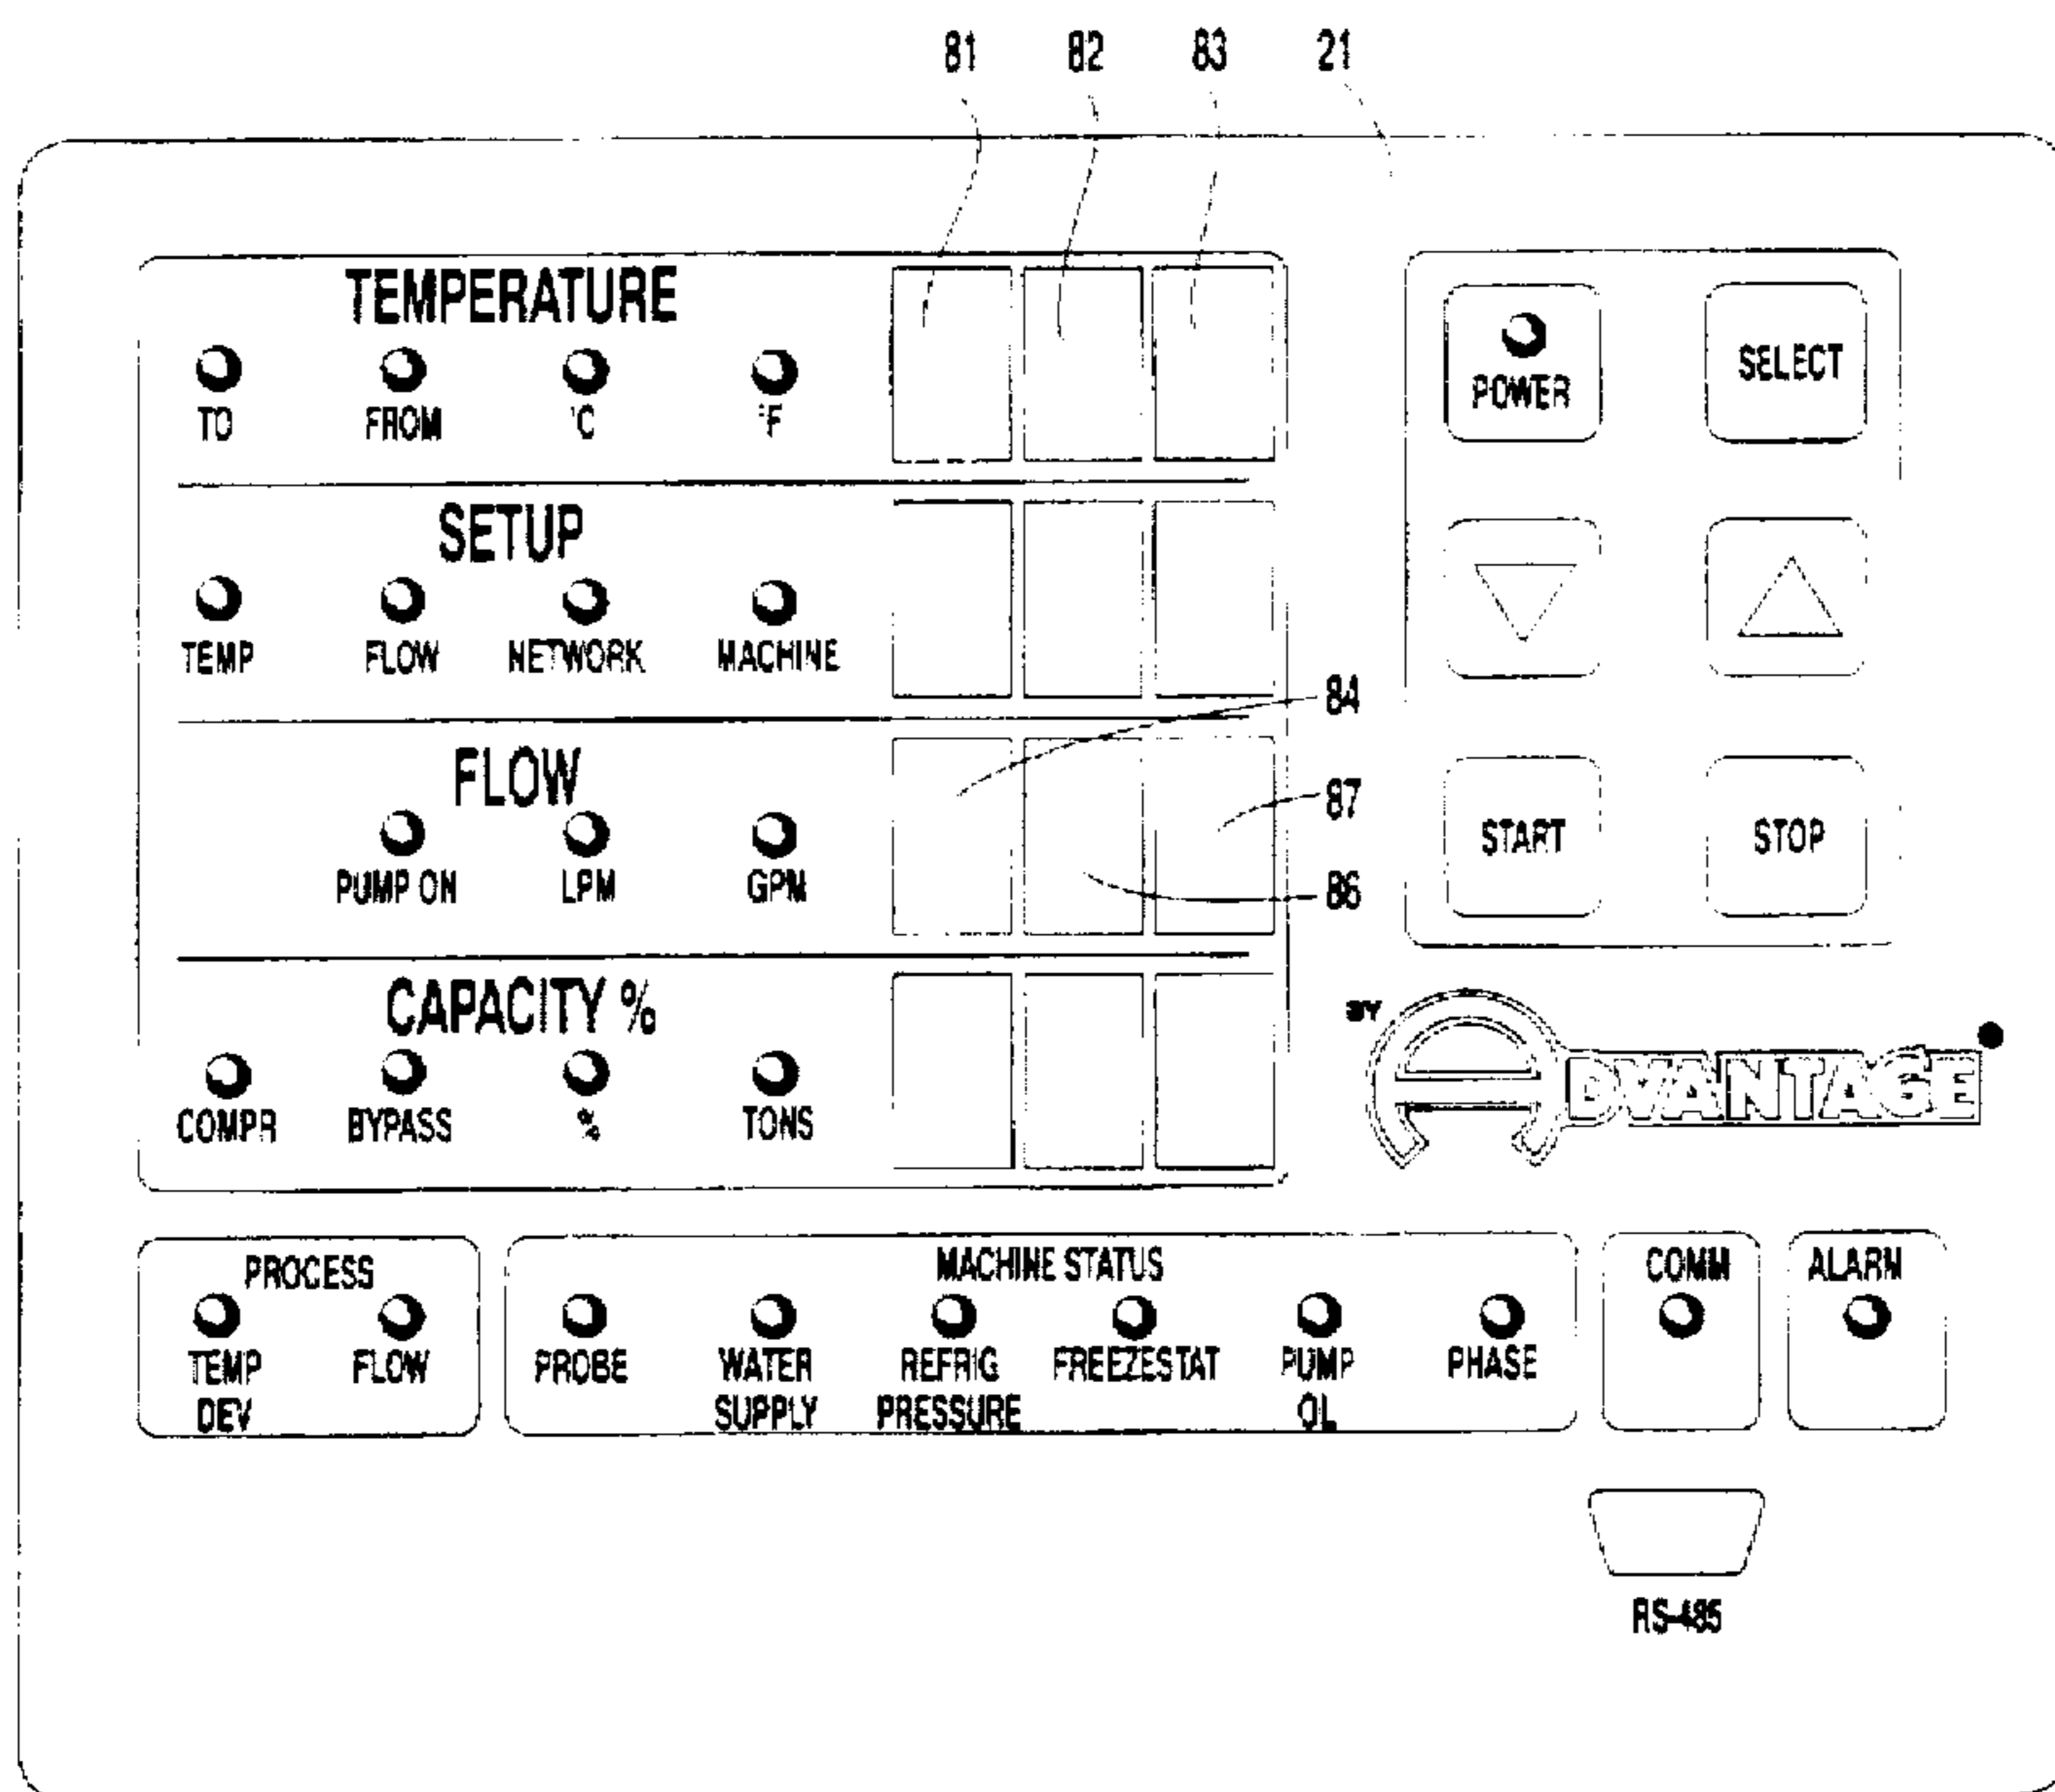 81 82 83 21
TEMPERATURE
TO FROM °C °F
POWER
SELECT
SETUP
TEMP FLOW NETWORK MACHINE
84
FLOW
87
PUMP ON LPM GPM
86
START STOP
CAPACITY %
COMPR BYPASS % TONS
BY
ADVANTAGE
PROCESS
TEMP DEV
FLOW
MACHINE STATUS
PROBE
WATER SUPPLY
REFRIG PRESSURE
FREEZESTAT
PUMP OL
PHASE
COMM
ALARM
RS-485